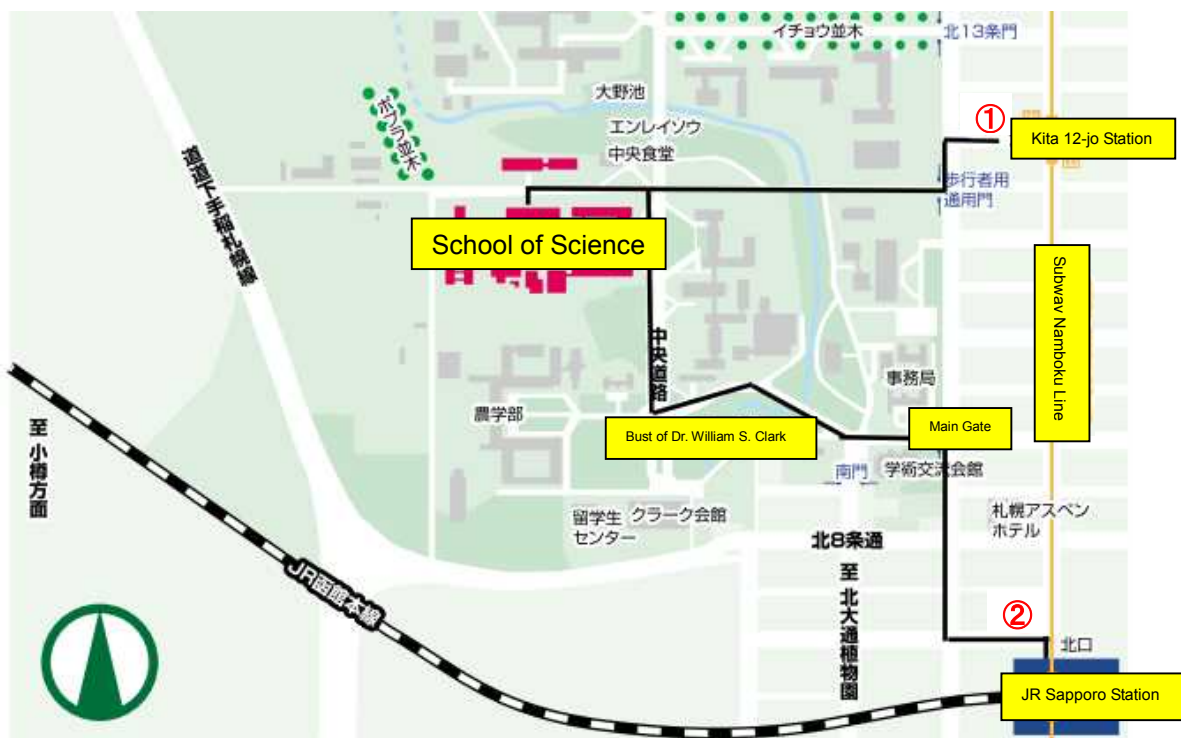 イチョウ並木
北13条門
大野池
ポプラ並木
エンレイソウ
中央食堂
①
Kita 12-jo Station
道道下手稲札幌線
歩行者用
通用門
School of Science
Subwav Namboku Line
中央道路
事務局
農学部
Bust of Dr. William S. Clark
Main Gate
至 小樽方面
南門
学術交流会館
留学生
センター
クラーク会館
札幌アスペン
ホテル
北8条通
至 北大通植物園
JR函館本線
②
北口
JR Sapporo Station